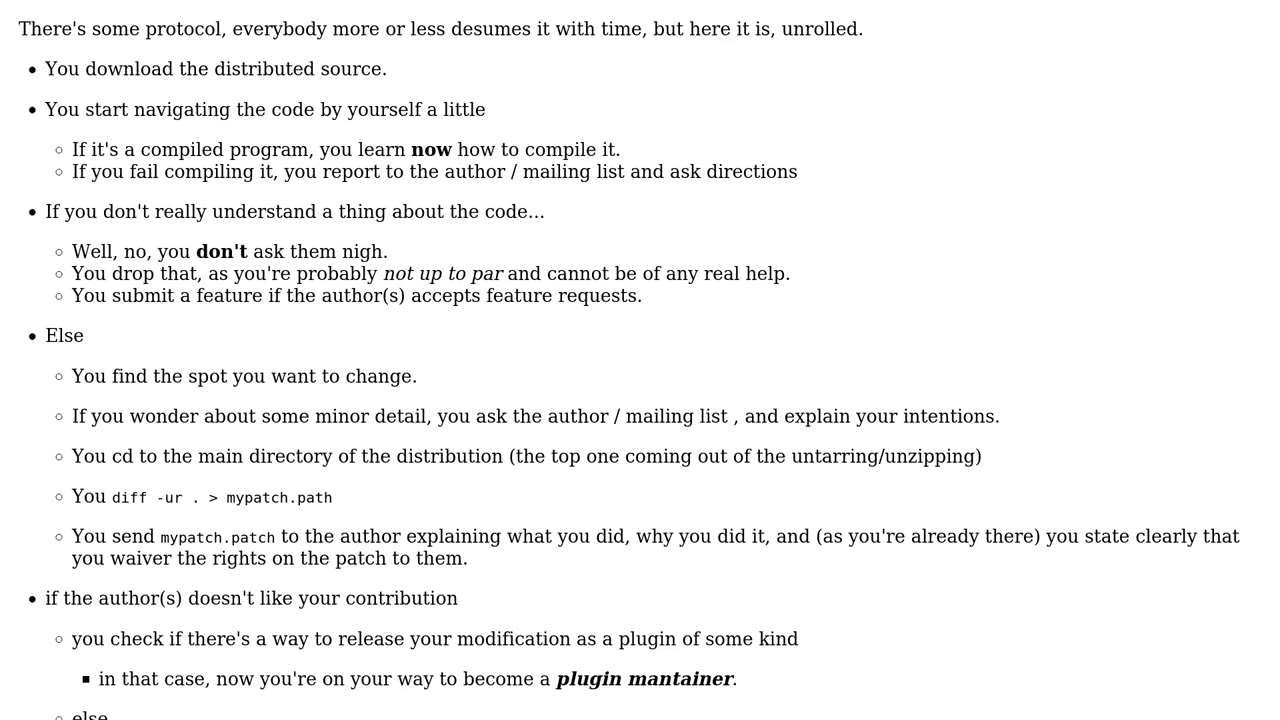 There's some protocol, everybody more or less desumes it with time, but here it is, unrolled.
You download the distributed source.
You start navigating the code by yourself a little
If it's a compiled program, you learn now how to compile it.
If you fail compiling it, you report to the author / mailing list and ask directions
If you don't really understand a thing about the code...
Well, no, you don't ask them nigh.
You drop that, as you're probably not up to par and cannot be of any real help.
You submit a feature if the author(s) accepts feature requests.
Else
You find the spot you want to change.
If you wonder about some minor detail, you ask the author / mailing list , and explain your intentions.
You cd to the main directory of the distribution (the top one coming out of the untarring/unzipping)
You diff -ur . > mypatch.path
You send mypatch.patch to the author explaining what you did, why you did it, and (as you're already there) you state clearly that
you waiver the rights on the patch to them.
if the author(s) doesn't like your contribution
you check if there's a way to release your modification as a plugin of some kind
in that case, now you're on your way to become a plugin mantainer.
else